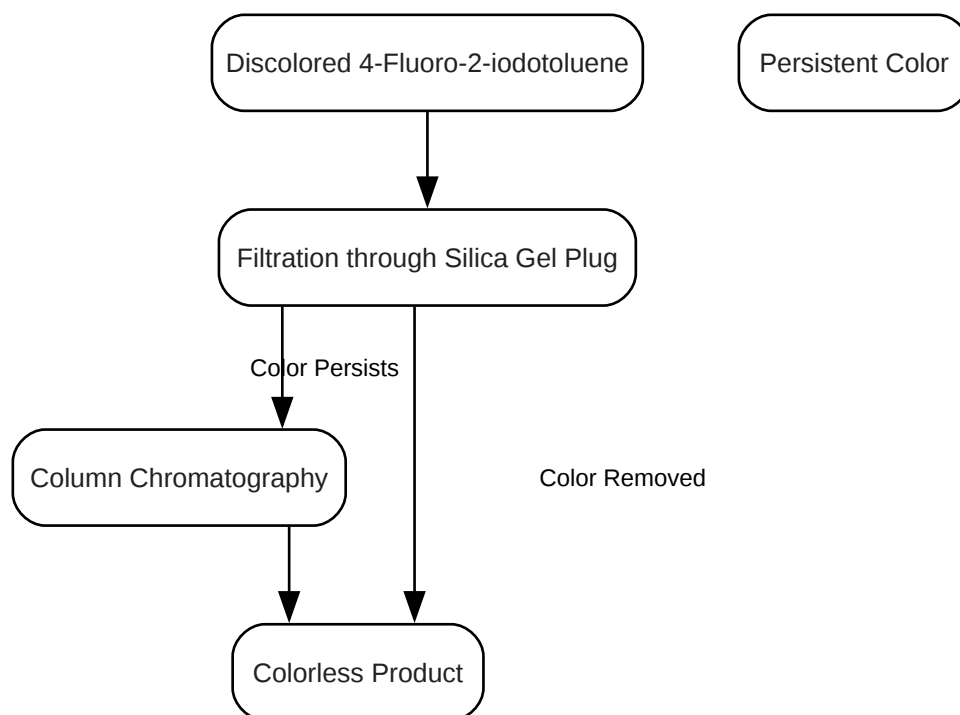 Discolored 4-Fluoro-2-iodotoluene
Persistent Color
Filtration through Silica Gel Plug
Color Persists
Column Chromatography
Color Removed
Colorless Product